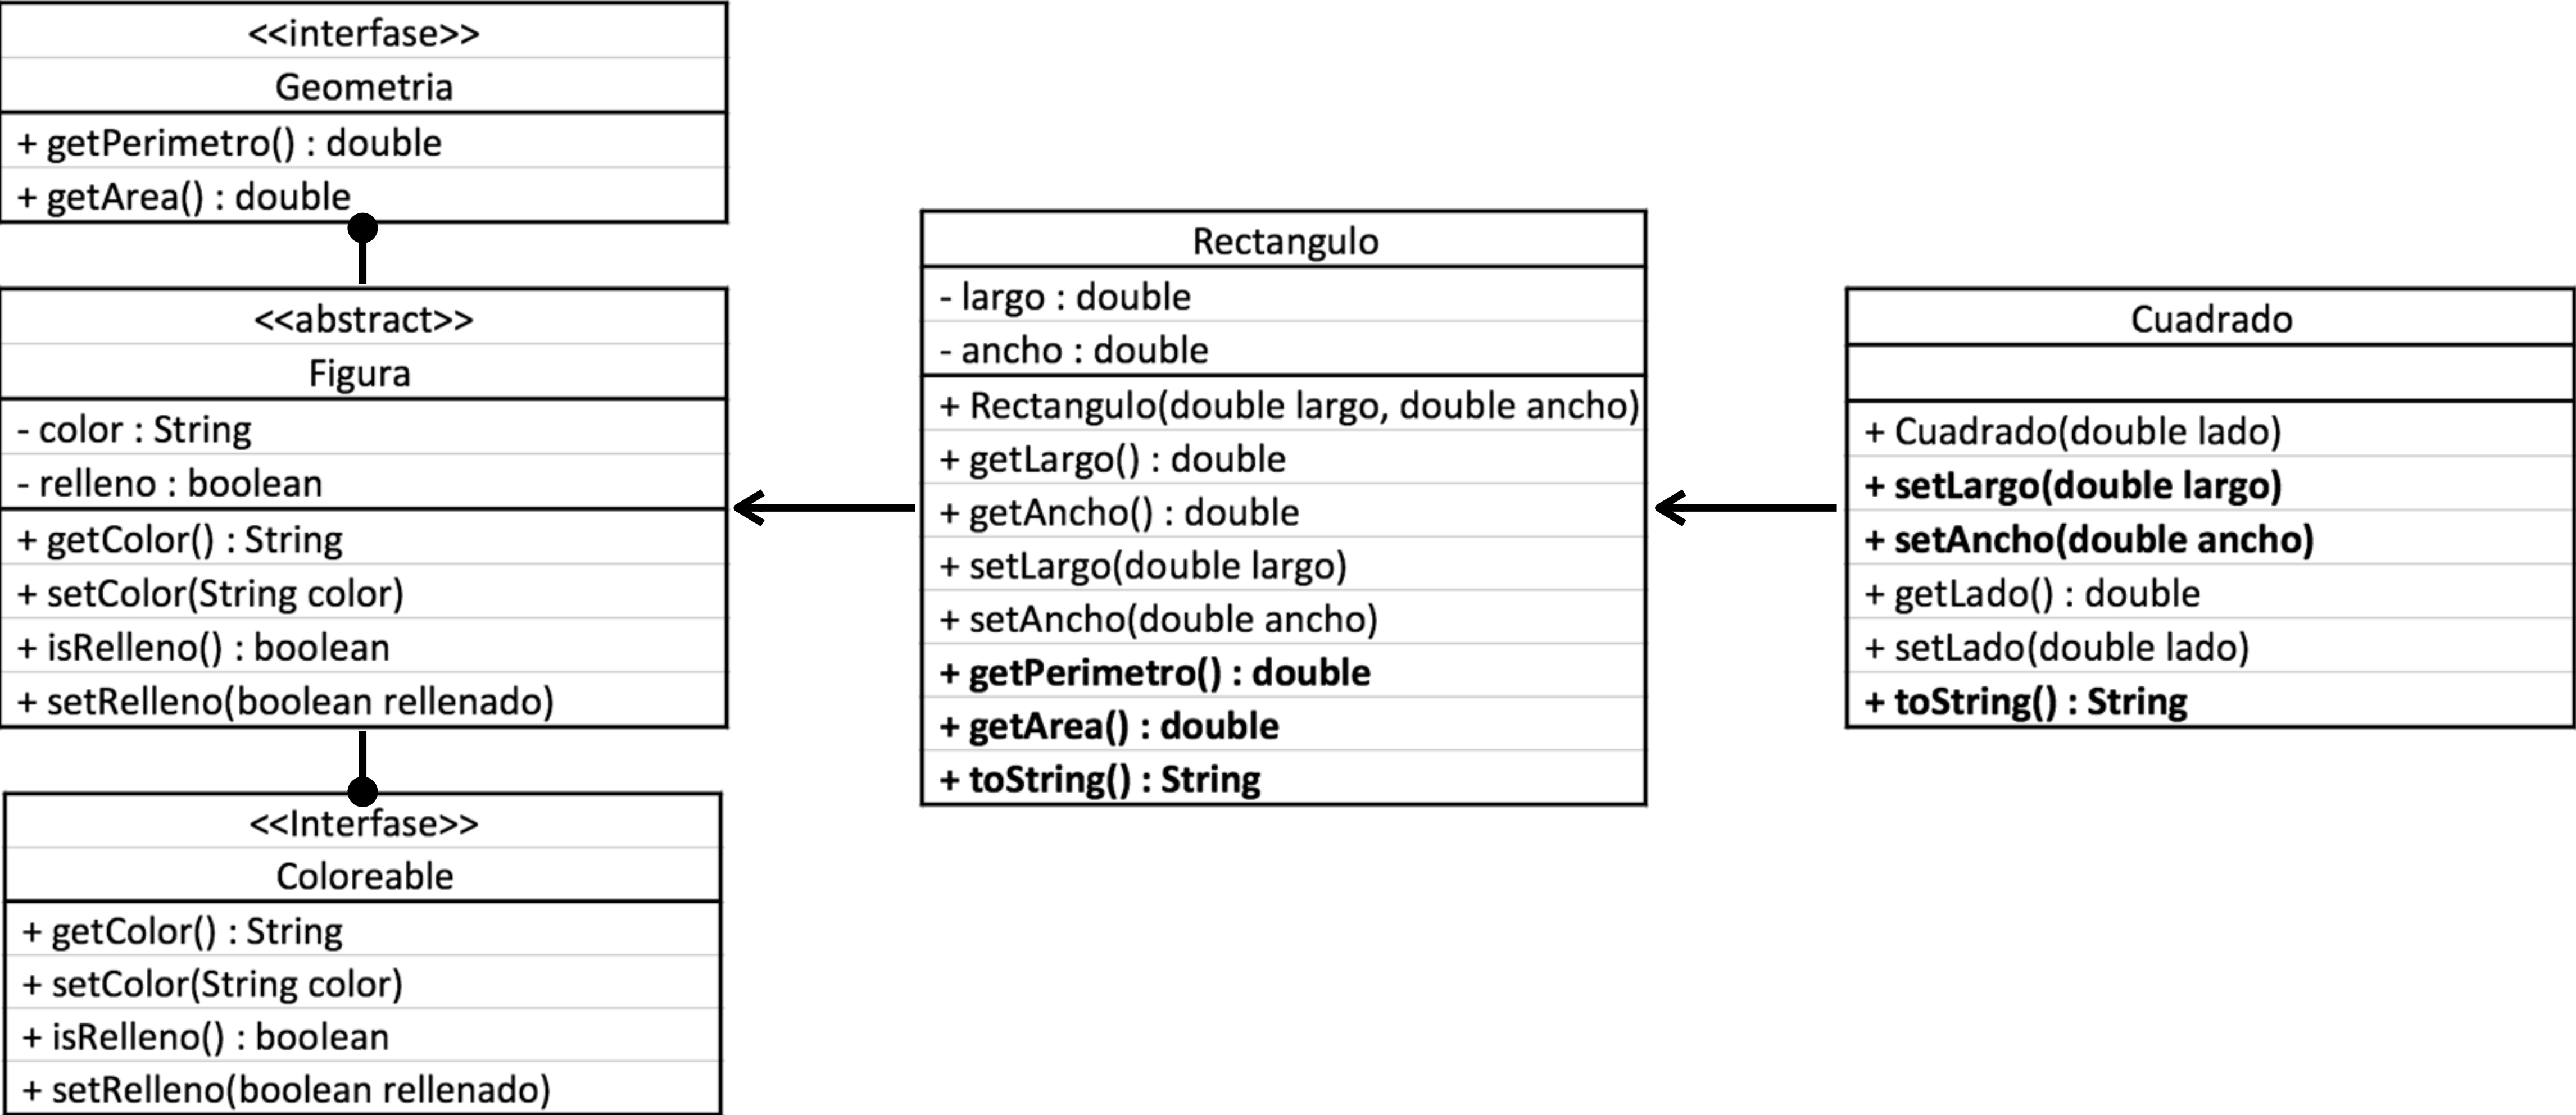 <<interfase>>
Geometria
+ getPerimetro() : double
+ getArea() : double
<<abstract>>
Figura
- color : String
- relleno : boolean
+ getColor() : String
+ setColor(String color)
+ isRelleno() : boolean
+ setRelleno(boolean rellenado)
<<Interfase>>
Coloreable
+ getColor() : String
+ setColor(String color)
+ isRelleno() : boolean
+ setRelleno(boolean rellenado)
Rectangulo
- largo : double
- ancho : double
+ Rectangulo(double largo, double ancho)
+ getLargo() : double
+ getAncho() : double
+ setLargo(double largo)
+ setAncho(double ancho)
+ getPerimetro() : double
+ getArea() : double
+ toString() : String
Cuadrado
+ Cuadrado(double lado)
+ setLargo(double largo)
+ setAncho(double ancho)
+ getLado() : double
+ setLado(double lado)
+ toString() : String